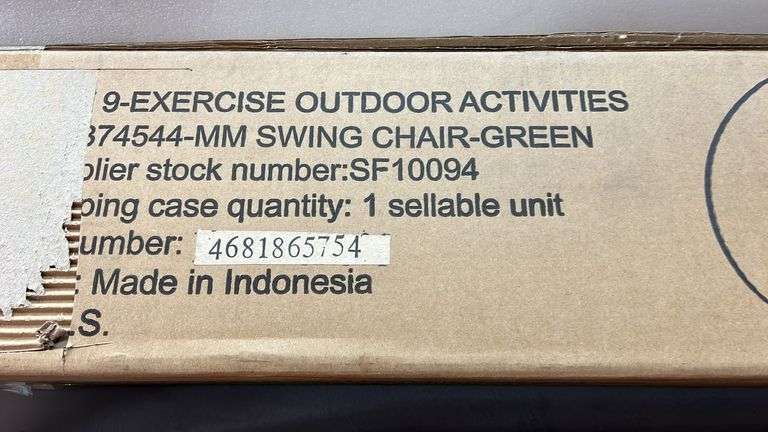 9-EXERCISE OUTDOOR ACTIVITIES
374544-MM SWING CHAIR-GREEN
plier stock number:SF10094
ping case quantity: 1 sellable unit
umber: 4681865754
: Made in Indonesia
.S.